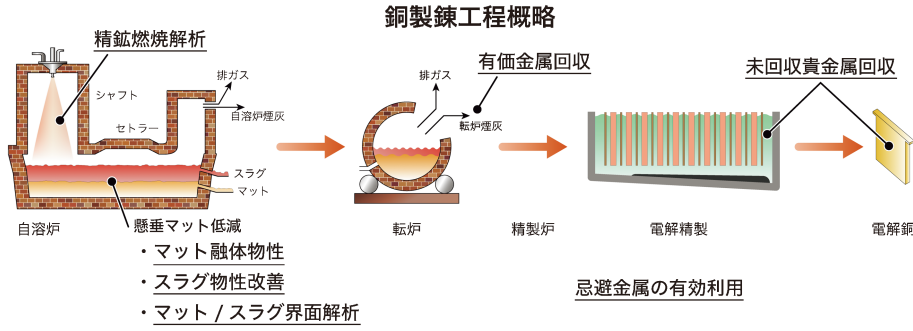 銅製錬工程概略
精鉱燃焼解析
シャフト
セトラー
排ガス
自溶炉煙灰
スラグ
マット
自溶炉
懸垂マット低減
・マット融体物性
・スラグ物性改善
・マット / スラグ界面解析
排ガス
有価金属回収
転炉煙灰
転炉
精製炉
未回収貴金属回収
電解精製
電解銅
忌避金属の有効利用